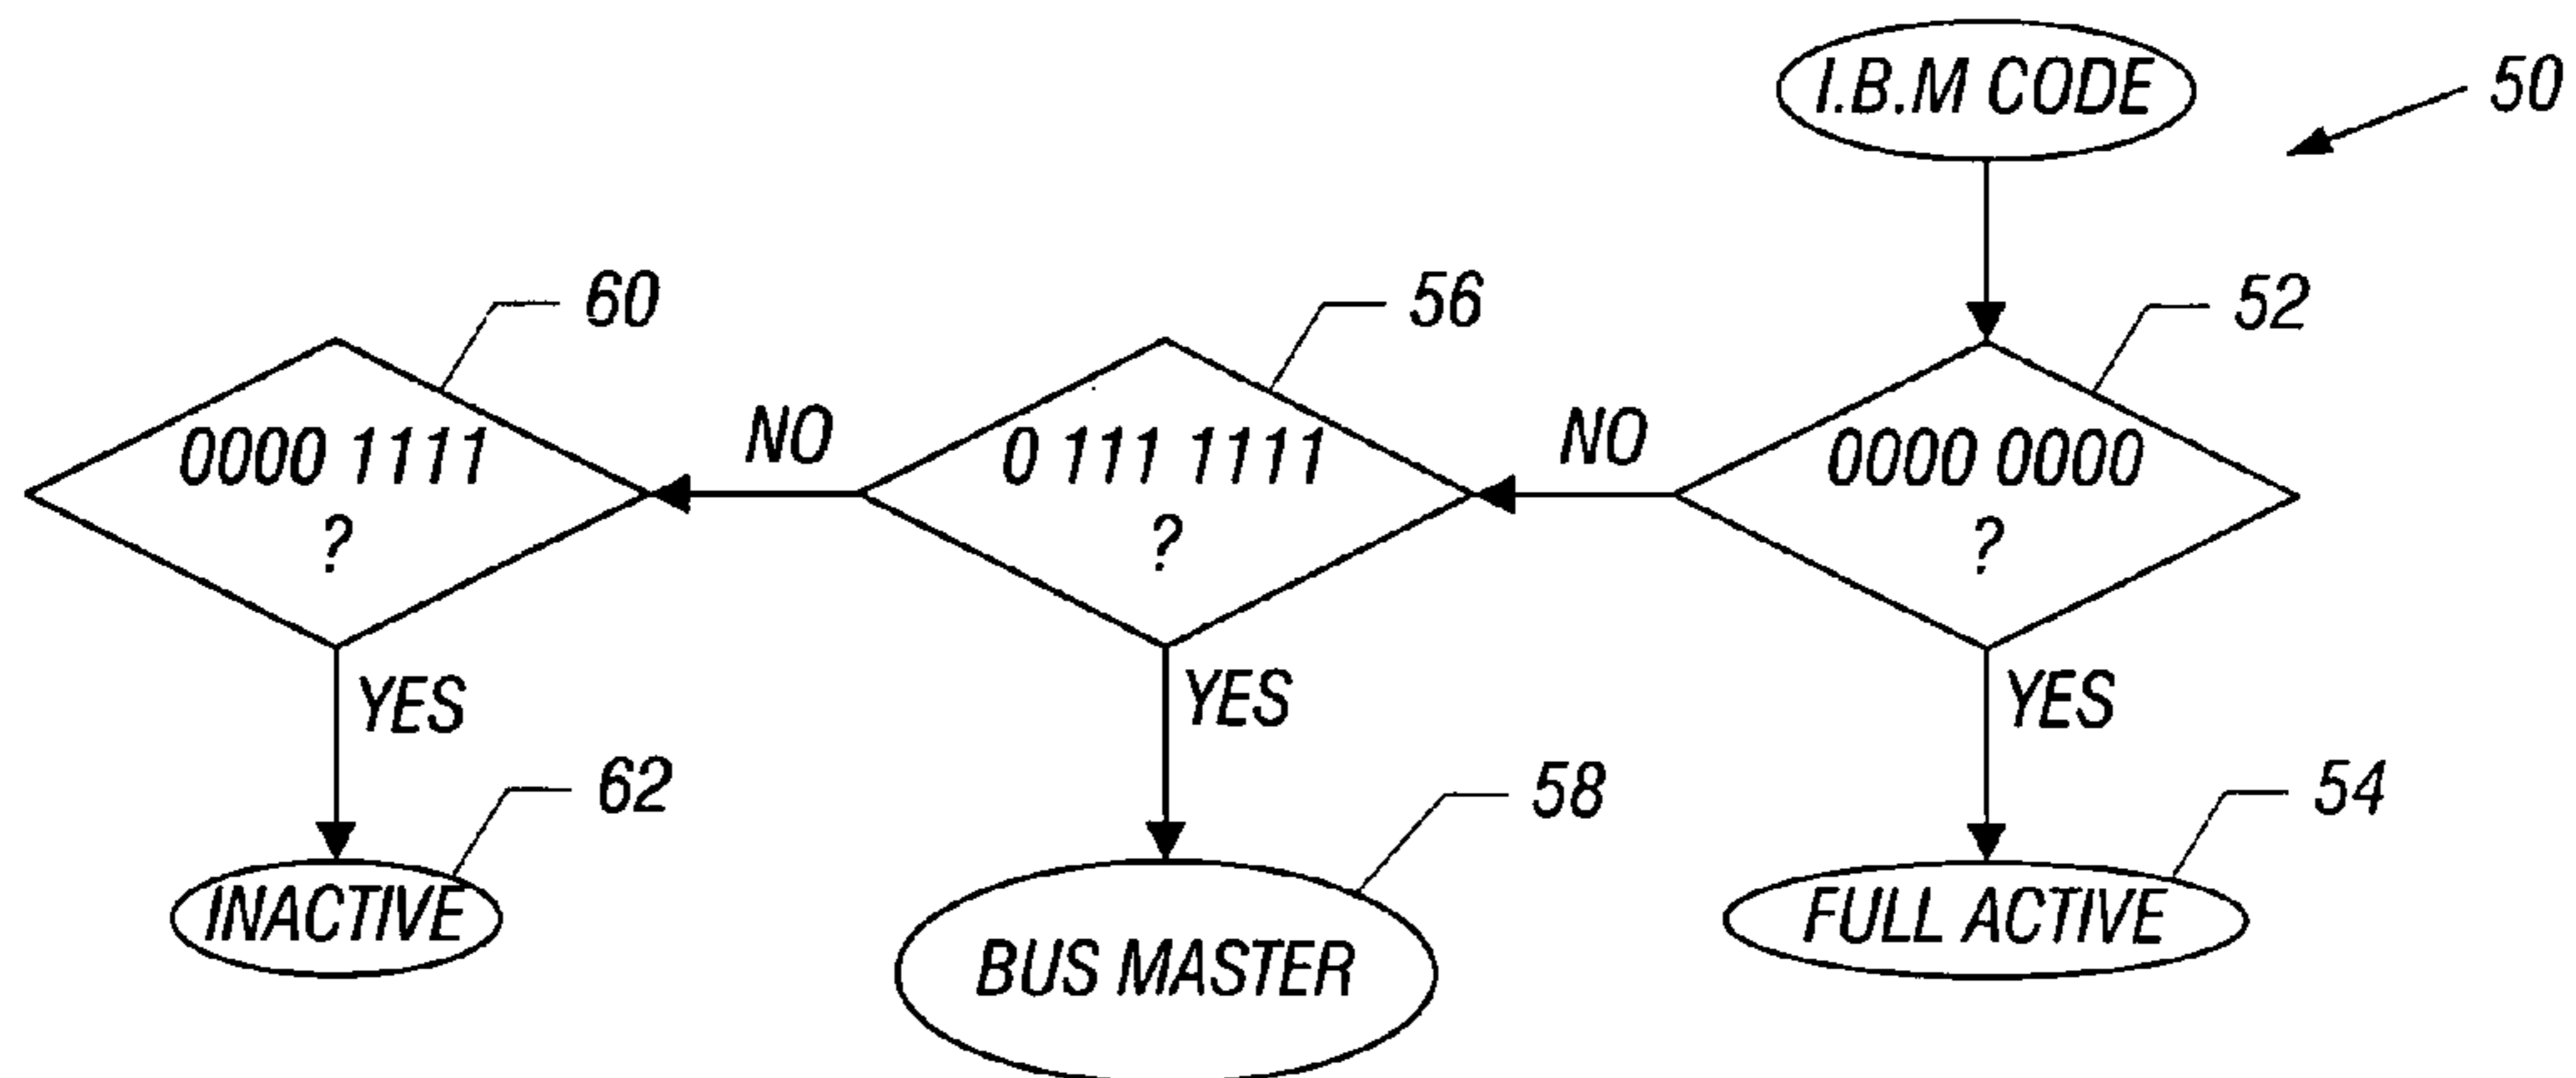 I.B.M CODE
50
60
56
52
0000 1111
?
NO
0 111 1111
?
NO
0000 0000
?
YES
YES
YES
62
58
54
INACTIVE
BUS MASTER
FULL ACTIVE